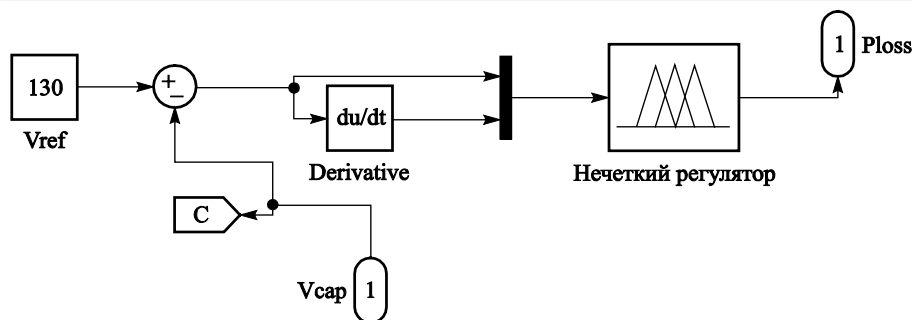 1 Ploss
130
+
−
du/dt
Vref
Derivative
Нечеткий регулятор
C
Vcap 1